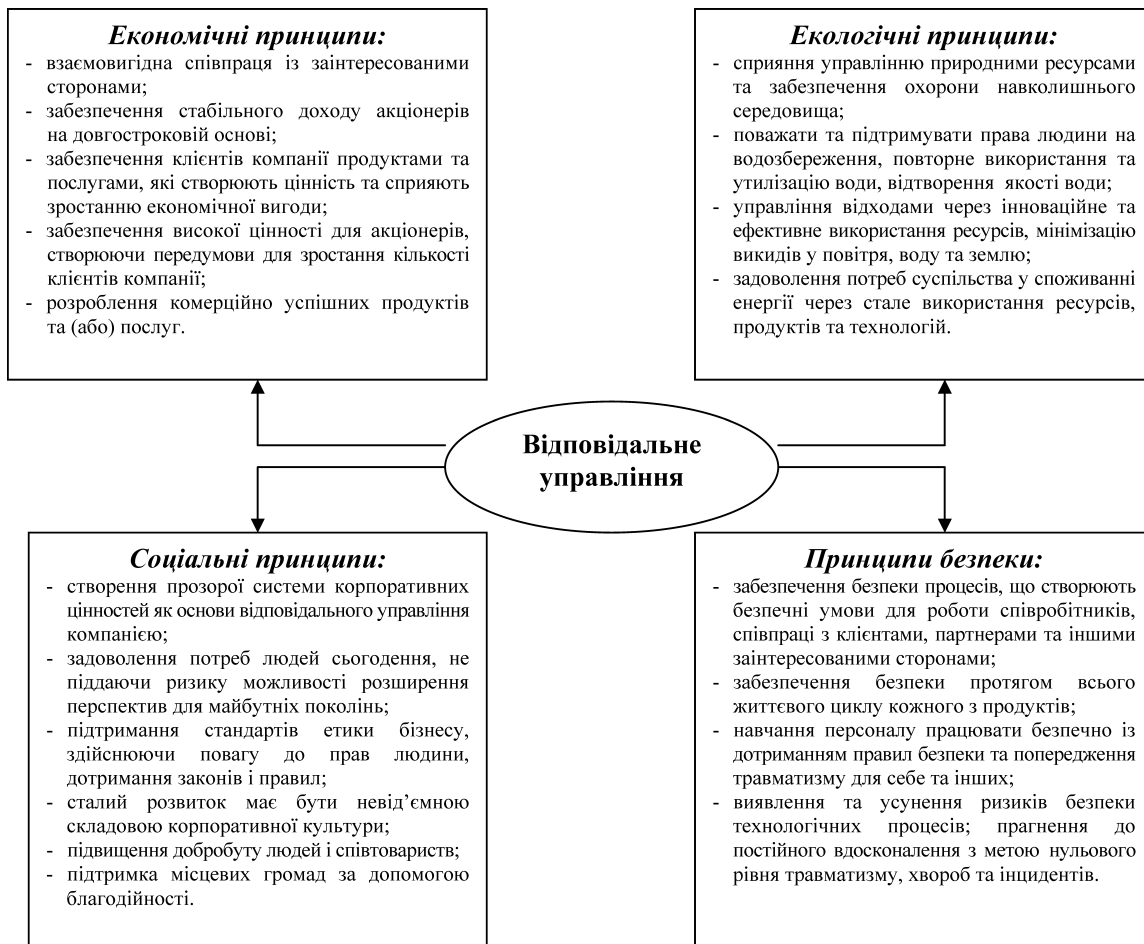 Економічні принципи:
- взаємовигідна співпраця із заінтересованими
сторонами;
- забезпечення стабільного доходу акціонерів
на довгостроковій основі;
- забезпечення клієнтів компанії продуктами та
послугами, які створюють цінність та сприяють
зростанню економічної вигоди;
- забезпечення високої цінності для акціонерів,
створюючи передумови для зростання кількості
клієнтів компанії;
- розроблення комерційно успішних продуктів
та (або) послуг.
Екологічні принципи:
- сприяння управлінню природними ресурсами
та забезпечення охорони навколишнього
середовища;
- поважати та підтримувати права людини на
водозбереження, повторне використання та
утилізацію води, відтворення якості води;
- управління відходами через інноваційне та
ефективне використання ресурсів, мінімізацію
викидів у повітря, воду та землю;
- задоволення потреб суспільства у споживанні
енергії через стале використання ресурсів,
продуктів та технологій.
Відповідальне
управління
Соціальні принципи:
- створення прозорої системи корпоративних
цінностей як основи відповідального управління
компанією;
- задоволення потреб людей сьогодення, не
піддаючи ризику можливості розширення
перспектив для майбутніх поколінь;
- підтримання стандартів етики бізнесу,
здійснюючи повагу до прав людини,
дотримання законів і правил;
- сталий розвиток має бути невід’ємною
складовою корпоративної культури;
- підвищення добробуту людей і співтовариств;
- підтримка місцевих громад за допомогою
благодійності.
Принципи безпеки:
- забезпечення безпеки процесів, що створюють
безпечні умови для роботи співробітників,
співпраці з клієнтами, партнерами та іншими
заінтересованими сторонами;
- забезпечення безпеки протягом всього
життєвого циклу кожного з продуктів;
- навчання персоналу працювати безпечно із
дотриманням правил безпеки та попередження
травматизму для себе та інших;
- виявлення та усунення ризиків безпеки
технологічних процесів; прагнення до
постійного вдосконалення з метою нульового
рівня травматизму, хвороб та інцидентів.